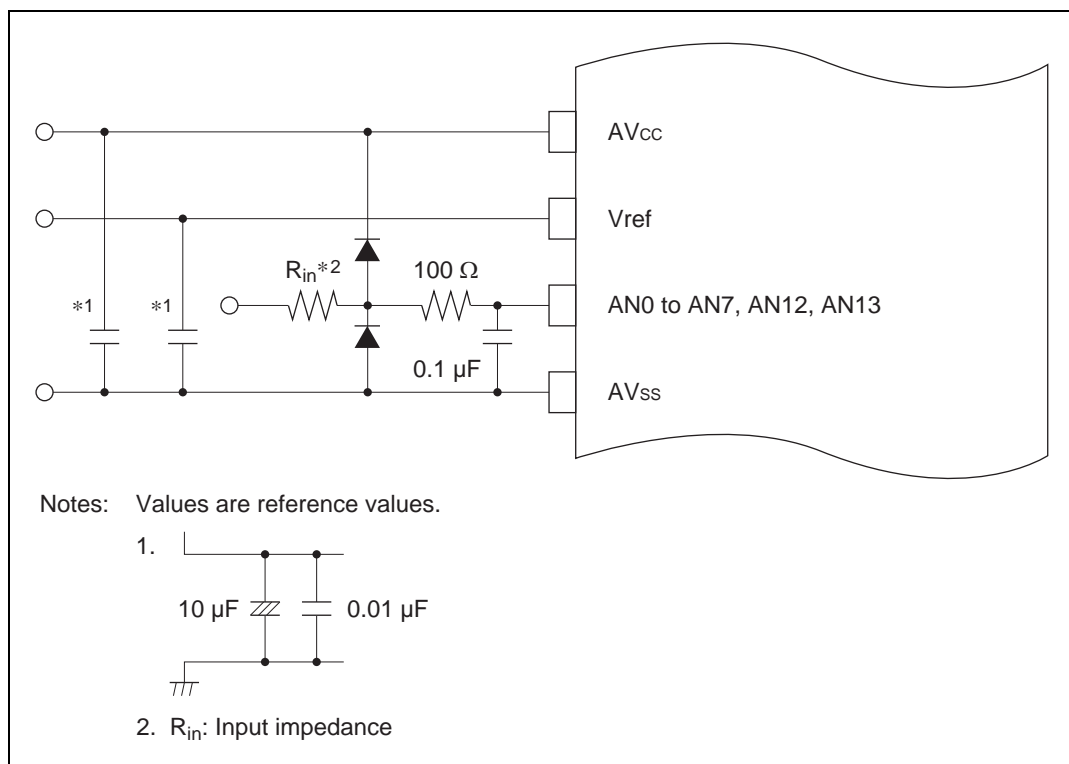 AVcc
Vref
Rin*2
100 Ω
*1
*1
AN0 to AN7, AN12, AN13
0.1 µF
AVss
Notes: Values are reference values.
1.
10 µF
0.01 µF
2. Rin: Input impedance